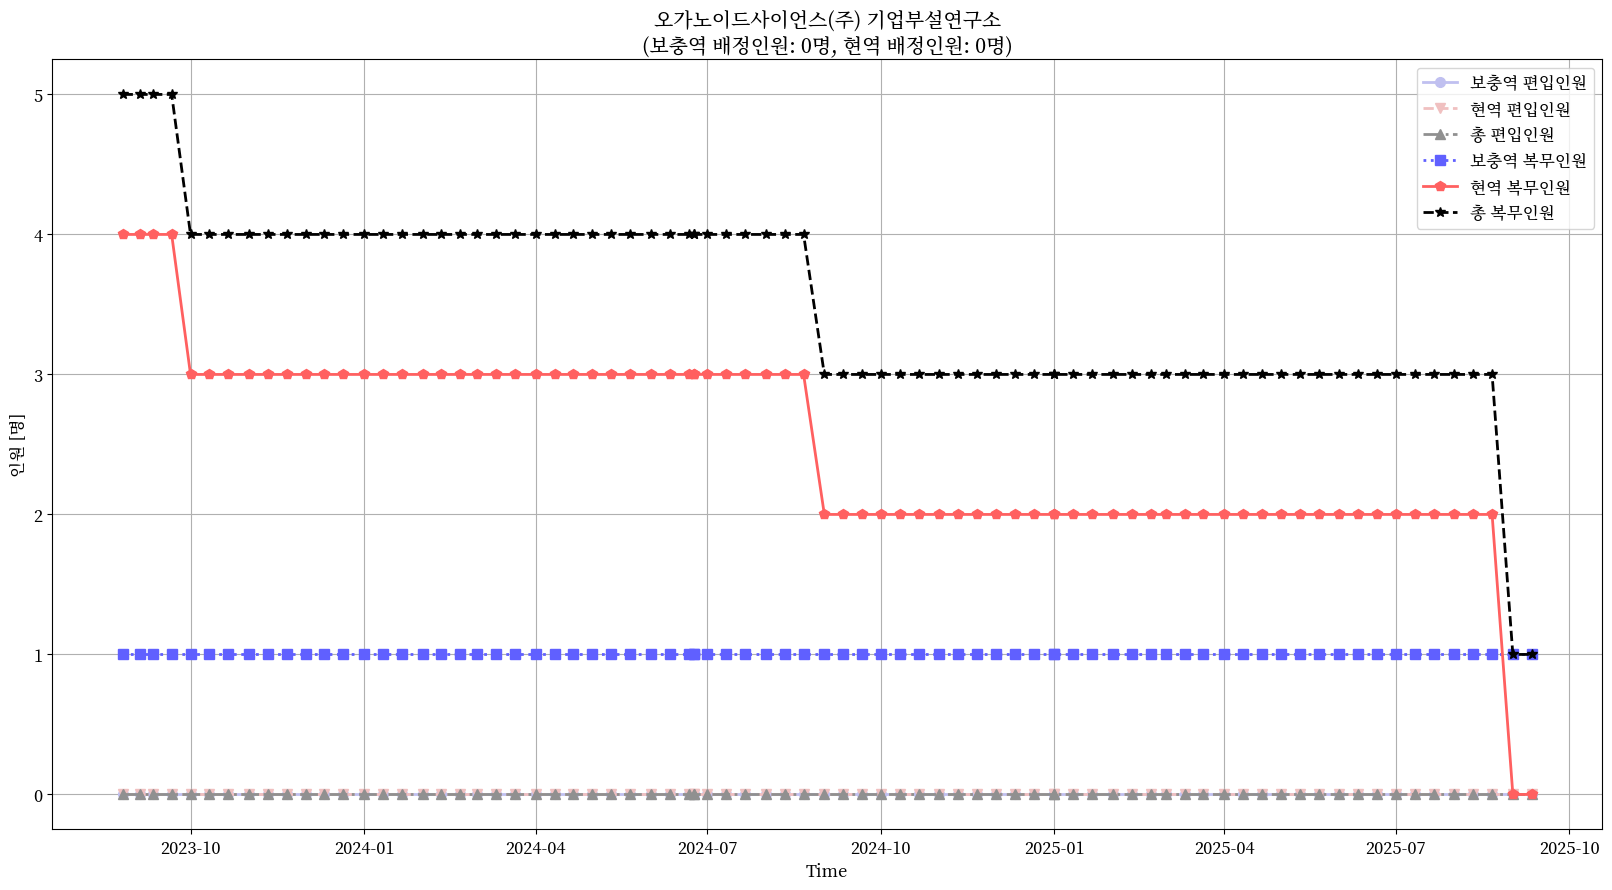 오가노이드사이언스(주) 기업부설연구소
(보충역 배정인원: 0명, 현역 배정인원: 0명)
보충역 편입인원
현역 편입인원
총 편입인원
보충역 복무인원
현역 복무인원
총 복무인원
인원 [명]
5
4
3
2
1
0
2023-10
2024-01
2024-04
2024-07
2024-10
2025-01
2025-04
2025-07
2025-10
Time